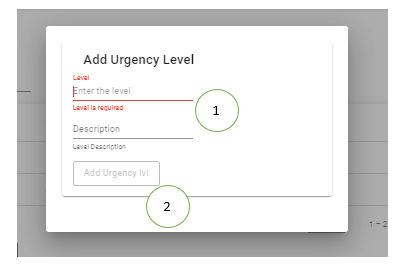 Add Urgency Level
Level
Enter the level
Level is required
1
Description
Level Description
Add Urgency lvl
2
1 – 2